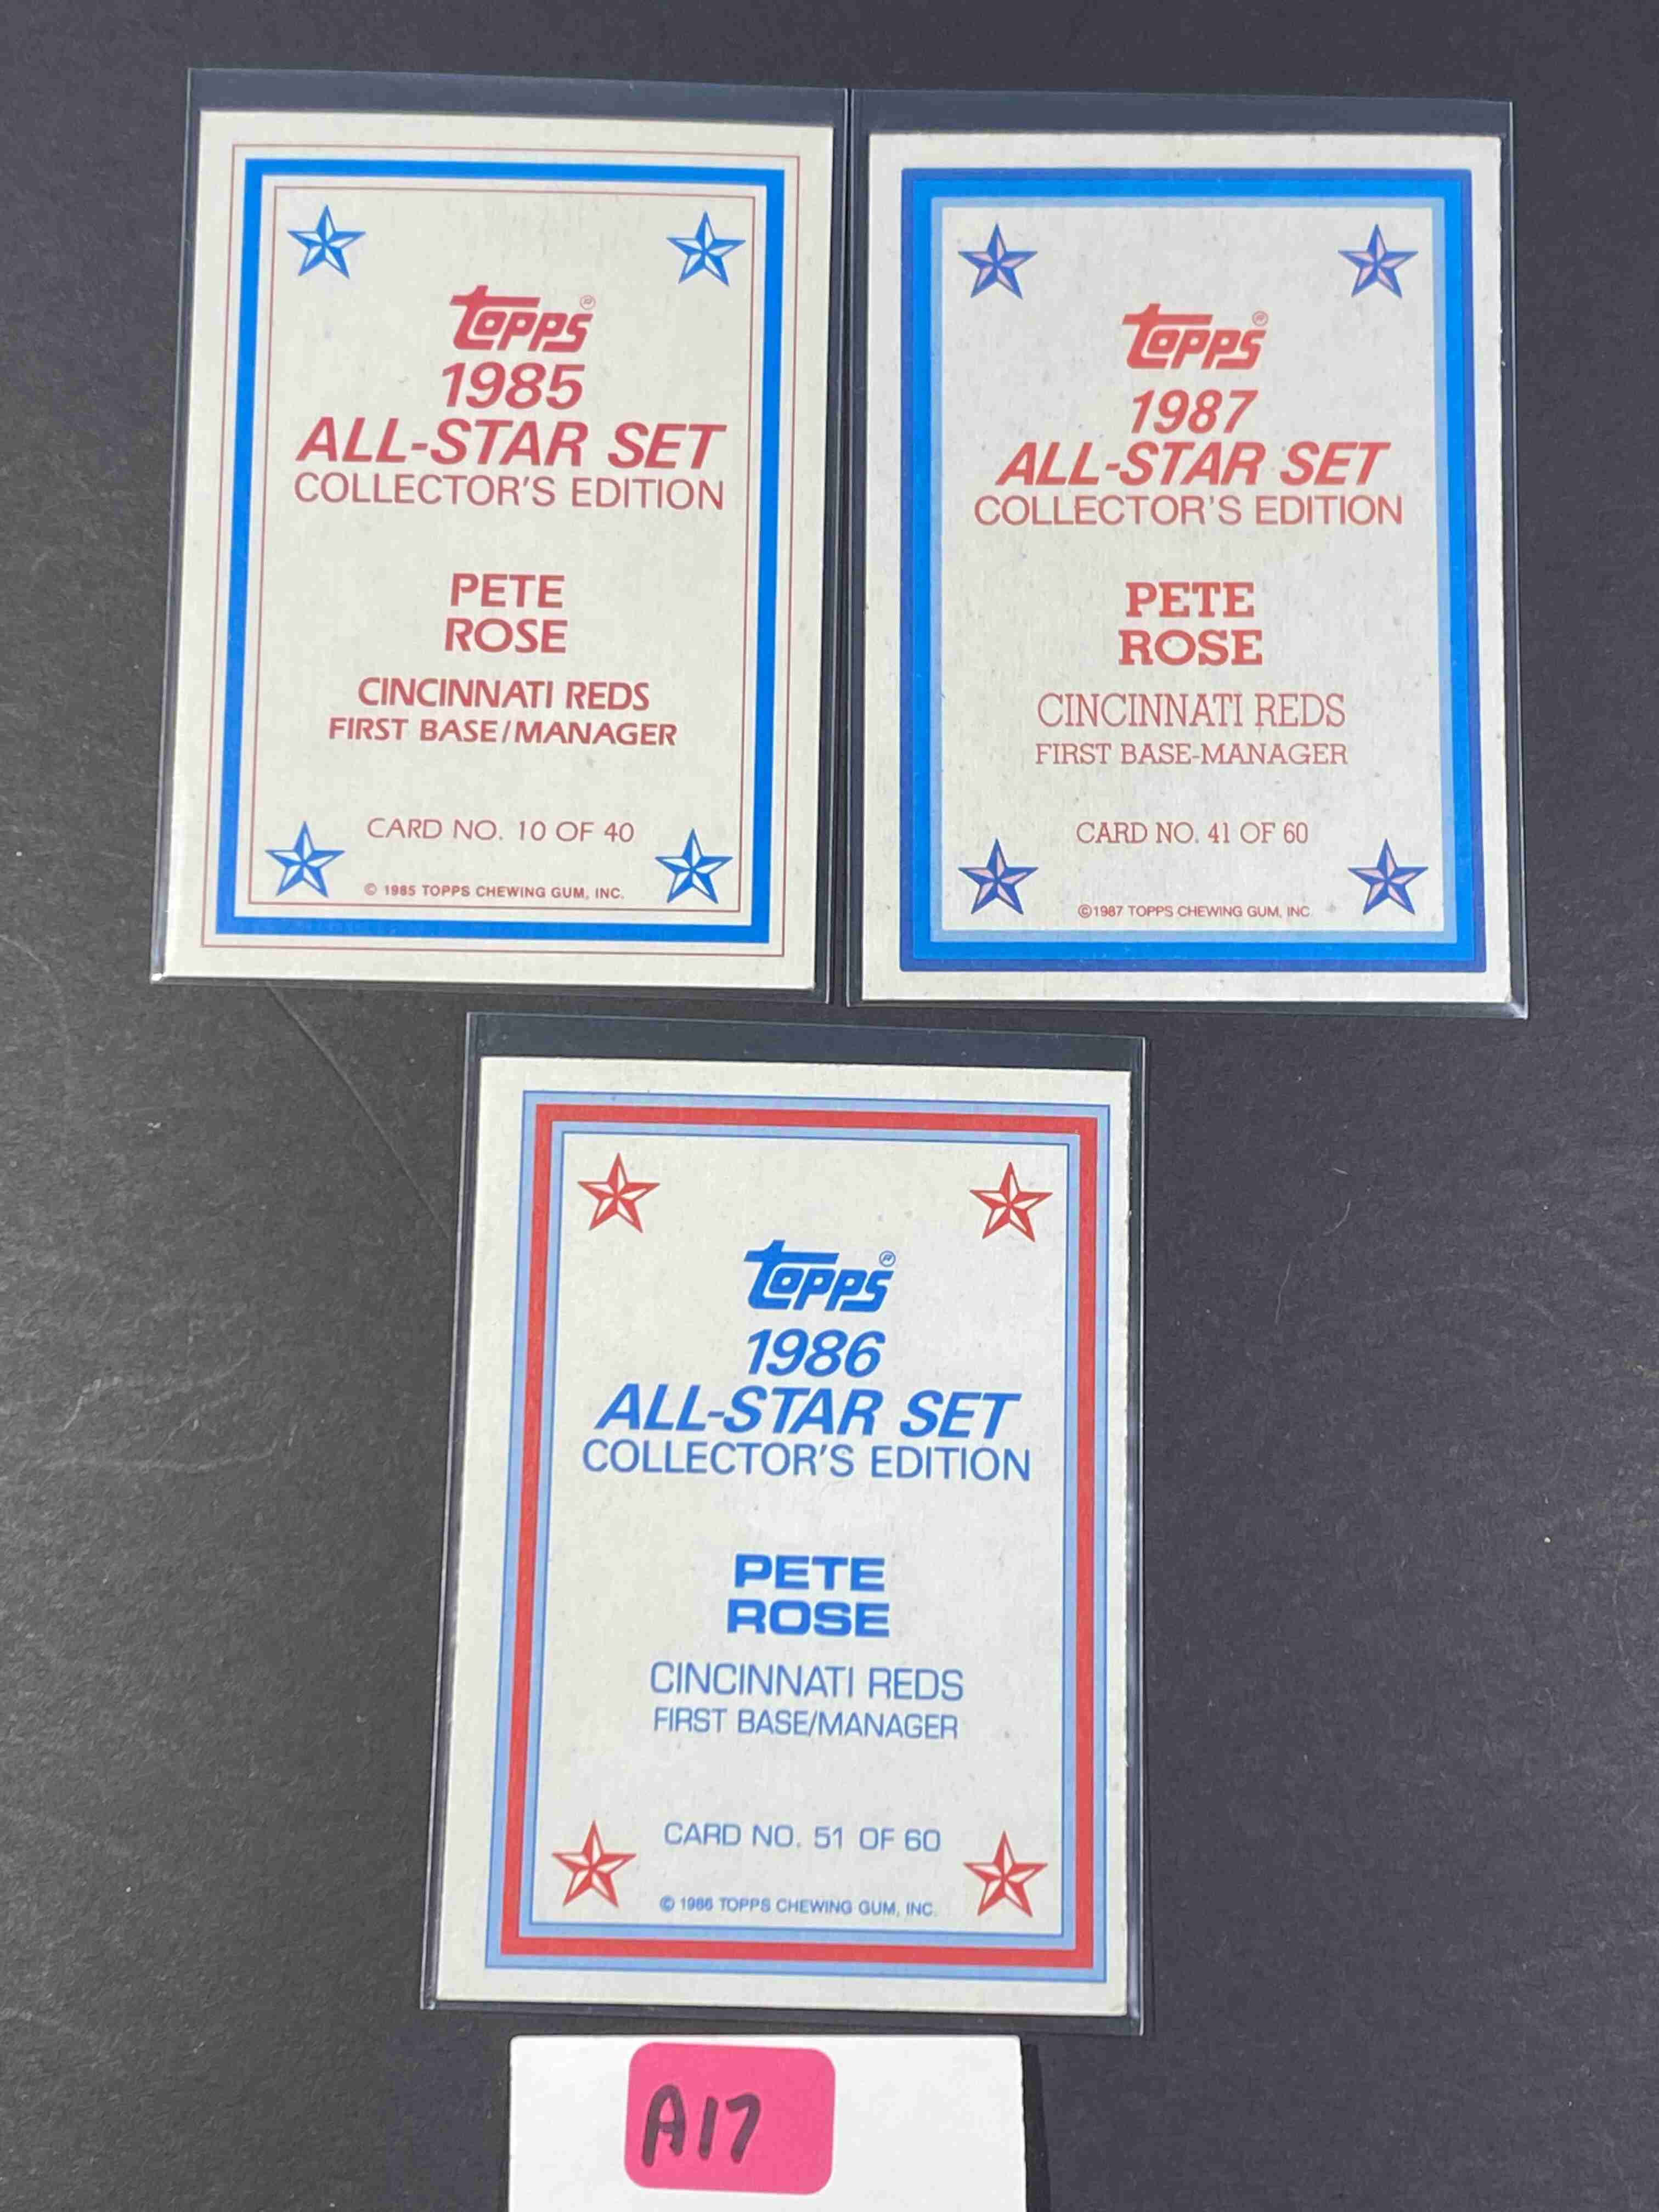 Topps®
1985
ALL-STAR SET
COLLECTOR'S EDITION
PETE
ROSE
CINCINNATI REDS
FIRST BASE/MANAGER
CARD NO. 10 OF 40
© 1985 TOPPS CHEWING GUM, INC.
Topps®
1987
ALL-STAR SET
COLLECTOR'S EDITION
PETE
ROSE
CINCINNATI REDS
FIRST BASE-MANAGER
CARD NO. 41 OF 60
©1987 TOPPS CHEWING GUM, INC.
Topps®
1986
ALL-STAR SET
COLLECTOR'S EDITION
PETE
ROSE
CINCINNATI REDS
FIRST BASE/MANAGER
CARD NO. 51 OF 60
© 1986 TOPPS CHEWING GUM, INC.
A17